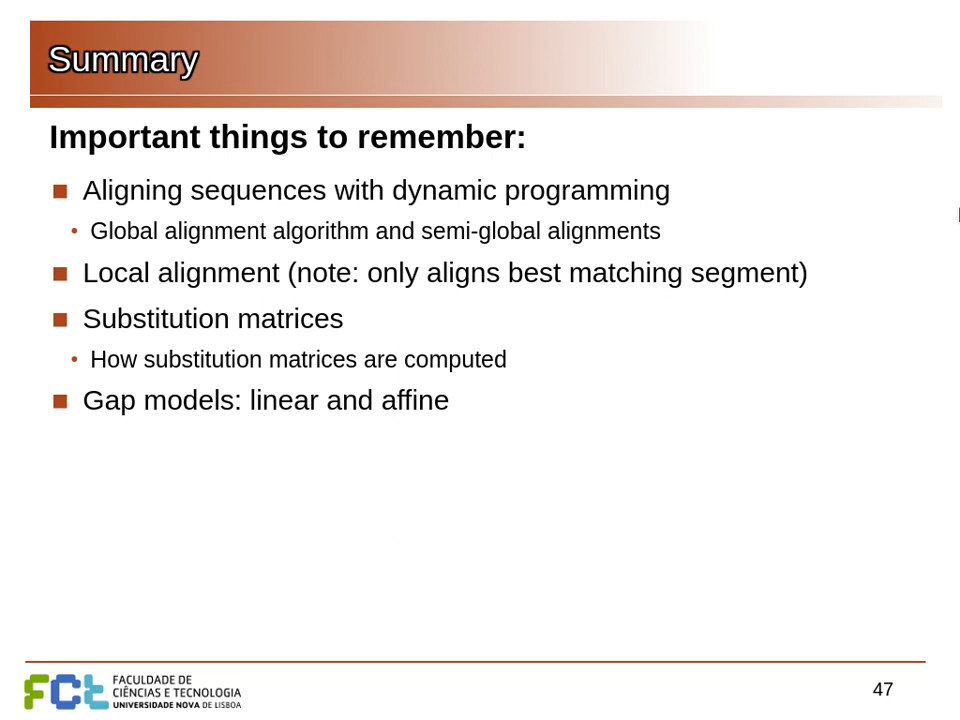 Summary
Important things to remember:
Aligning sequences with dynamic programming
Global alignment algorithm and semi-global alignments
Local alignment (note: only aligns best matching segment)
Substitution matrices
How substitution matrices are computed
Gap models: linear and affine
FCt FACULDADE DE
CIÊNCIAS E TECNOLOGIA
UNIVERSIDADE NOVA DE LISBOA
47